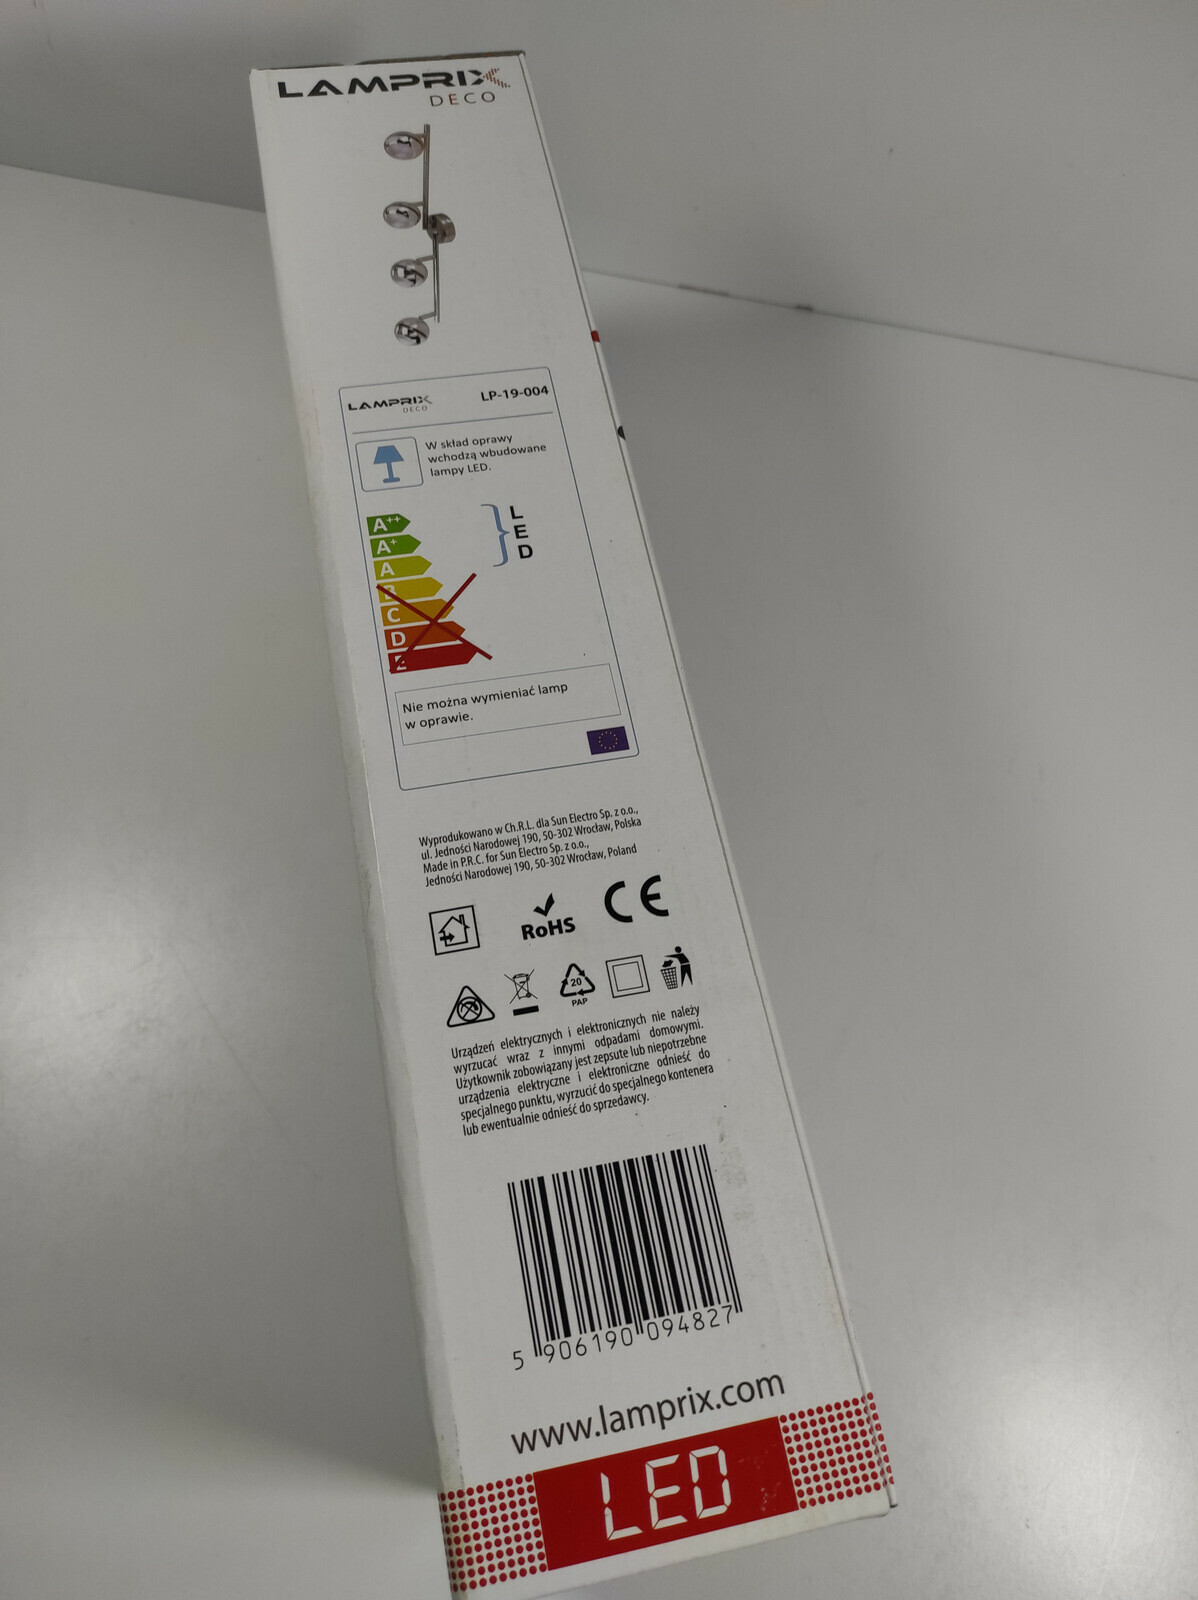 LAMPRIX
DECO
LAMPRIX
DECO
LP-19-004
W skład oprawy
wchodzą wbudowane
lampy LED.
A++
A+
A
B
C
D
E
L
E
D
Nie można wymieniać lamp
w oprawie.
Wyprodukowano w Ch.R.L. dla Sun Electro Sp. z o.o.,
ul. Jedności Narodowej 190, 50-302 Wrocław, Polska
Made in P.R.C. for Sun Electro Sp. z o.o.,
Jedności Narodowej 190, 50-302 Wrocław, Poland
RoHS
CE
20
PAP
Urządzeń elektrycznych i elektronicznych nie należy
wyrzucać wraz z innymi odpadami domowymi.
Użytkownik zobowiązany jest zepsute lub niepotrzebne
urządzenia elektryczne i elektroniczne odnieść do
specjalnego punktu, wyrzucić do specjalnego kontenera
lub ewentualnie odnieść do sprzedawcy.
5 906190 094827
www.lamprix.com
LED